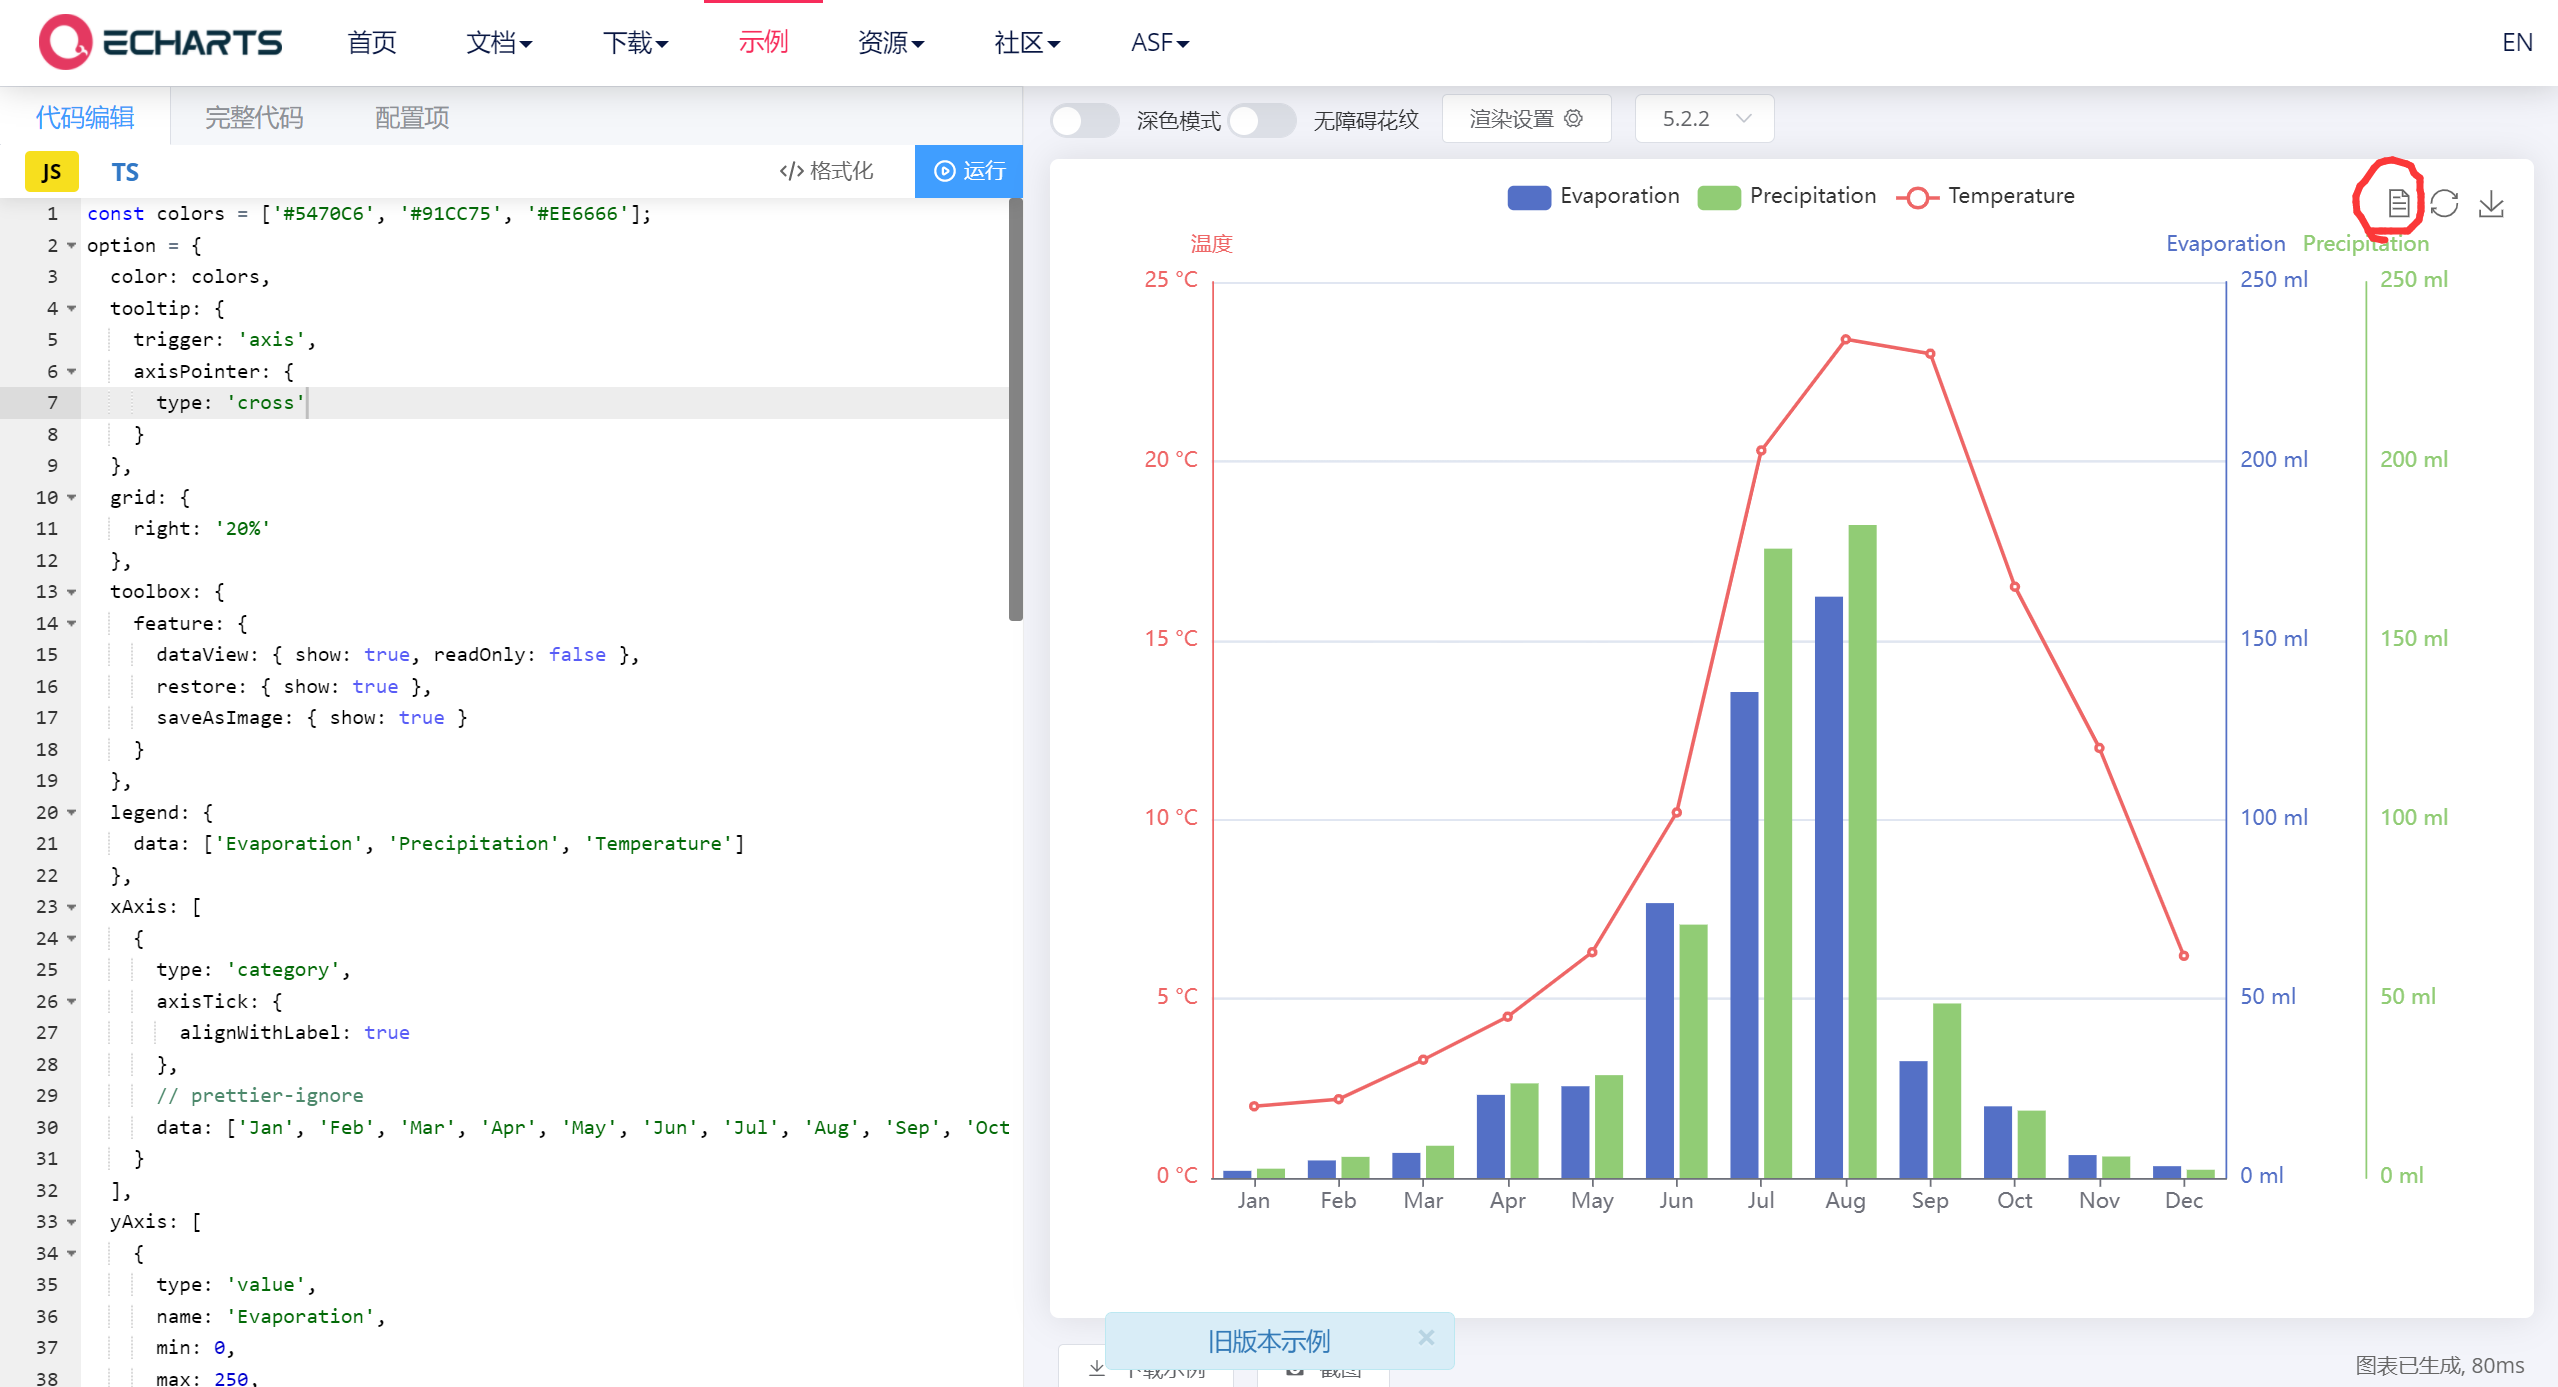 ECHARTS 首页 文档 下载 示例 资源 社区 ASF EN
代码编辑 完整代码 配置项
JS TS </> 格式化 运行
1 const colors = ['#5470C6', '#91CC75', '#EE6666'];
2 option = {
3 color: colors,
4 tooltip: {
5 trigger: 'axis',
6 axisPointer: {
7 type: 'cross'
8 }
9 },
10 grid: {
11 right: '20%'
12 },
13 toolbox: {
14 feature: {
15 dataView: { show: true, readOnly: false },
16 restore: { show: true },
17 saveAsImage: { show: true }
18 }
19 },
20 legend: {
21 data: ['Evaporation', 'Precipitation', 'Temperature']
22 },
23 xAxis: [
24 {
25 type: 'category',
26 axisTick: {
27 alignWithLabel: true
28 },
29 // prettier-ignore
30 data: ['Jan', 'Feb', 'Mar', 'Apr', 'May', 'Jun', 'Jul', 'Aug', 'Sep', 'Oct
31 }
32 ],
33 yAxis: [
34 {
35 type: 'value',
36 name: 'Evaporation',
37 min: 0,
38 max: 250,
深色模式 无障碍花纹 渲染设置 5.2.2
Evaporation Precipitation Temperature
温度 Evaporation Precipitation
25 °C 250 ml 250 ml
20 °C 200 ml 200 ml
15 °C 150 ml 150 ml
10 °C 100 ml 100 ml
5 °C 50 ml 50 ml
0 °C 0 ml 0 ml
Jan Feb Mar Apr May Jun Jul Aug Sep Oct Nov Dec
旧版本示例 ×
下载示例 截图
图表已生成, 80ms